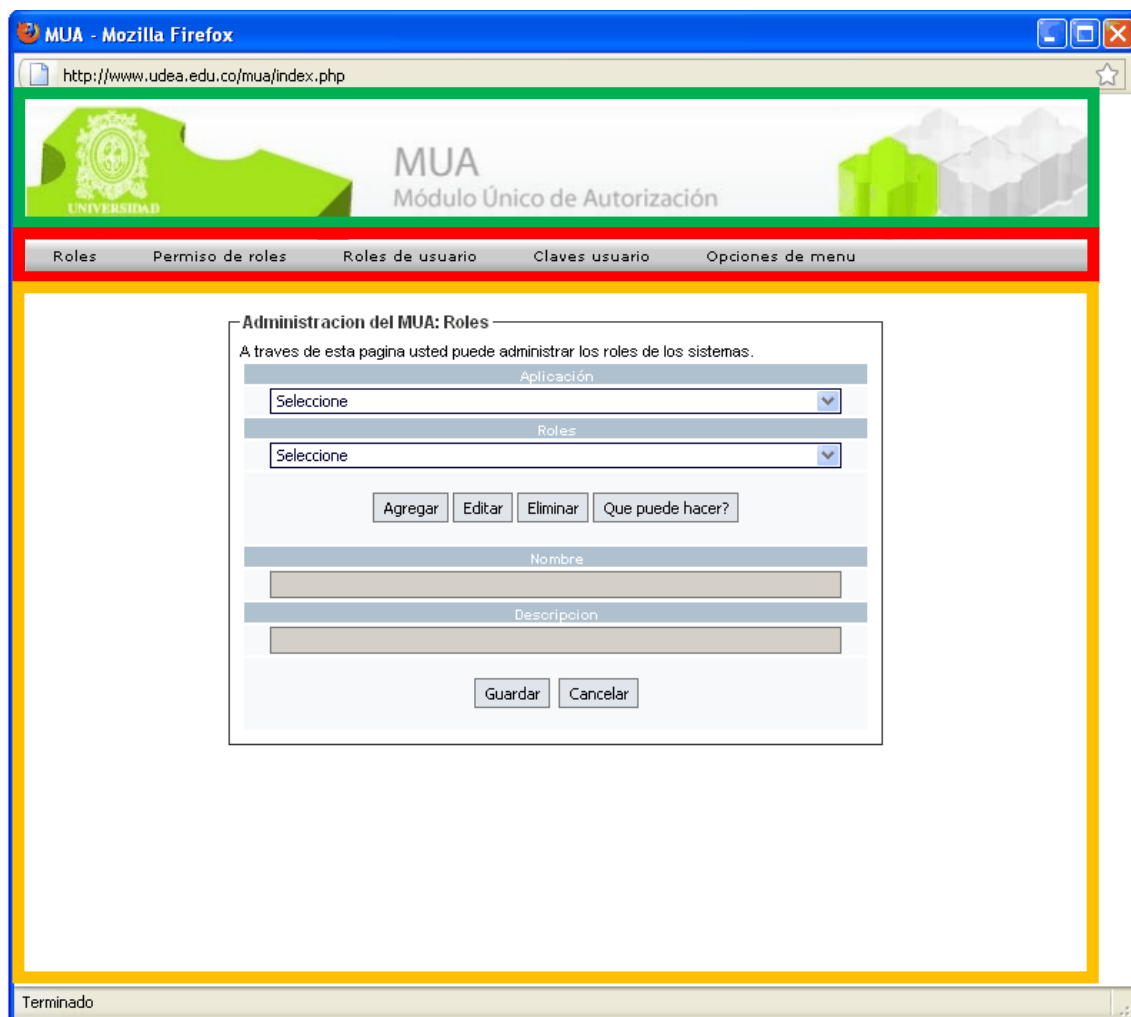 MUA - Mozilla Firefox
http://www.udea.edu.co/mua/index.php
UNIVERSIDAD
MUA
Módulo Único de Autorización
Roles Permiso de roles Roles de usuario Claves usuario Opciones de menu
Administracion del MUA: Roles
A traves de esta pagina usted puede administrar los roles de los sistemas.
Aplicación
Seleccione
Roles
Seleccione
Agregar Editar Eliminar Que puede hacer?
Nombre
Descripcion
Guardar Cancelar
Terminado